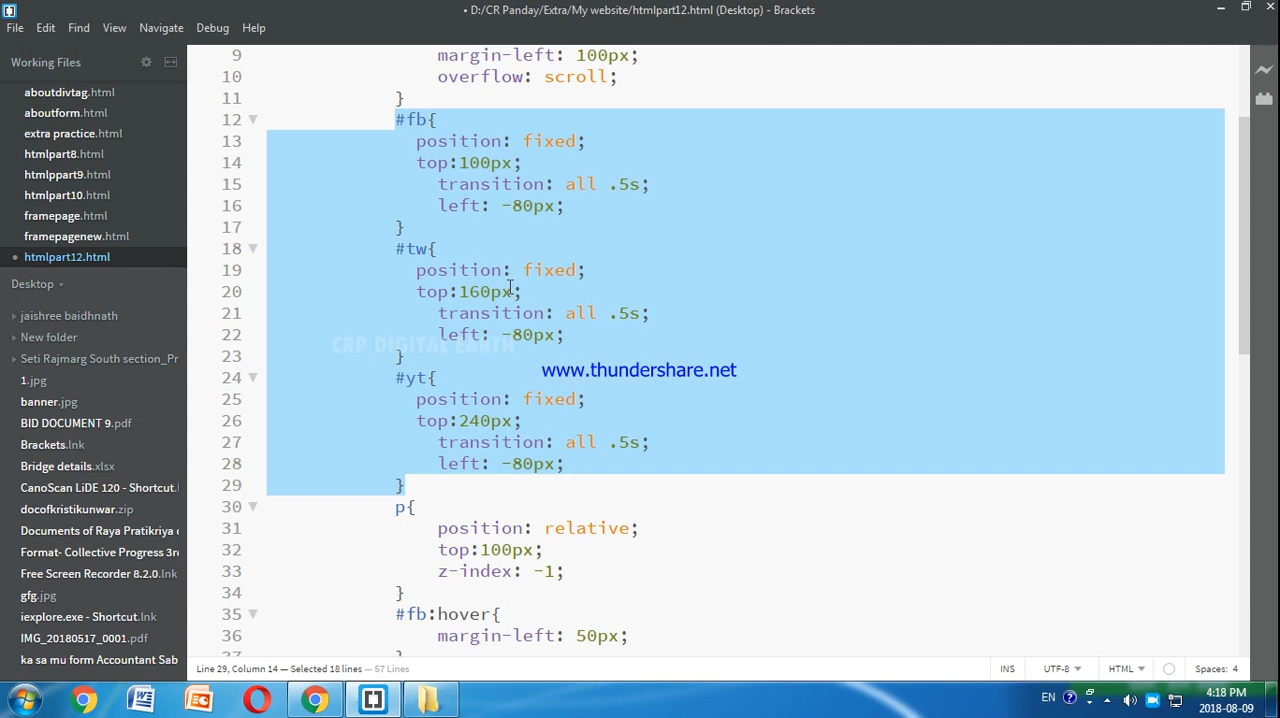 • D:/CR Panday/Extra/My website/htmlpart12.html (Desktop) - Brackets
File Edit Find View Navigate Debug Help
Working Files
aboutdivtag.html
aboutform.html
extra practice.html
htmlpart8.html
htmlppart9.html
htmlpart10.html
framepage.html
framepagenew.html
htmlpart12.html
Desktop
jaishree baidhnath
New folder
Seti Rajmarg South section_Pr
1.jpg
banner.jpg
BID DOCUMENT 9.pdf
Brackets.lnk
Bridge details.xlsx
CanoScan LiDE 120 - Shortcut.l
docofkristikunwar.zip
Documents of Raya Pratikriya
Format- Collective Progress 3r
Free Screen Recorder 8.2.0.lnk
gfg.jpg
iexplore.exe - Shortcut.lnk
IMG_20180517_0001.pdf
ka sa mu form Accountant Sab
9 margin-left: 100px;
10 overflow: scroll;
11 }
12 #fb{
13 position: fixed;
14 top:100px;
15 transition: all .5s;
16 left: -80px;
17 }
18 #tw{
19 position: fixed;
20 top:160px;
21 transition: all .5s;
22 left: -80px;
23 }
24 #yt{
25 position: fixed;
26 top:240px;
27 transition: all .5s;
28 left: -80px;
29 }
30 p{
31 position: relative;
32 top:100px;
33 z-index: -1;
34 }
35 #fb:hover{
36 margin-left: 50px;
37 }
CRP DIGITAL EARTH
www.thundershare.net
Line 29, Column 14 — Selected 18 lines — 57 Lines
INS UTF-8 HTML Spaces: 4
EN
4:18 PM
2018-08-09